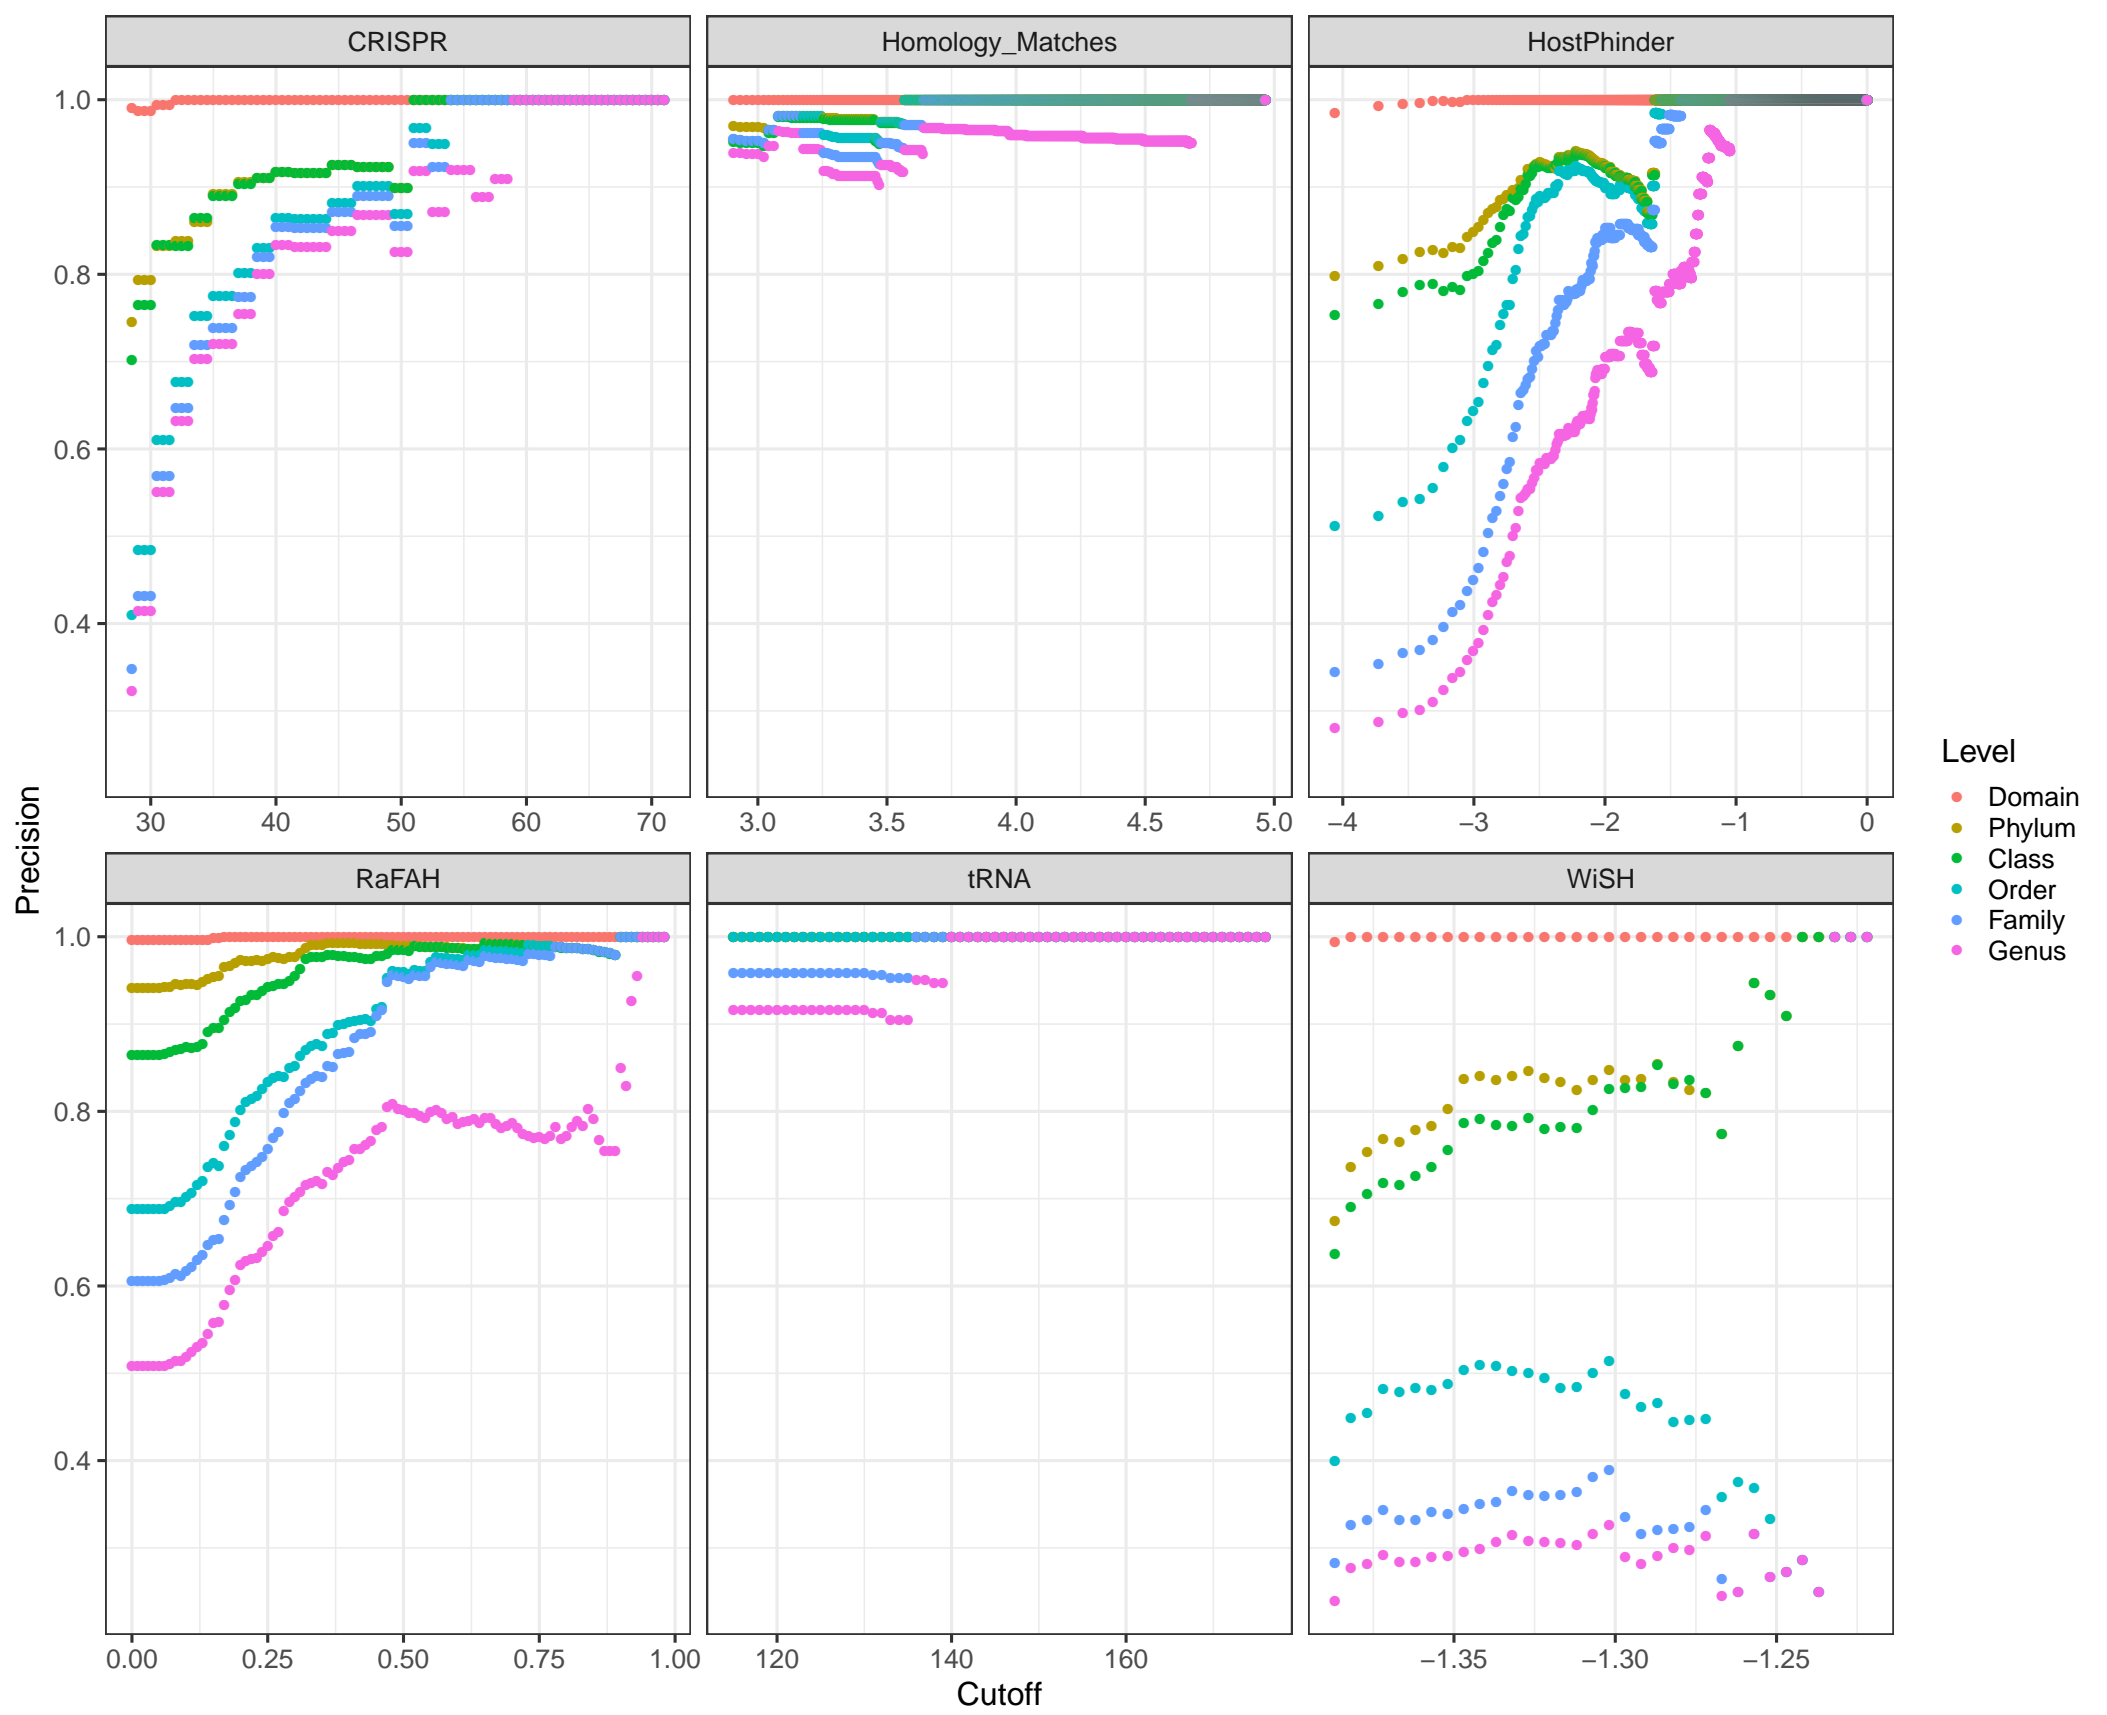 CRISPR
Homology_Matches
HostPhinder
1.0
0.8
0.6
0.4
30 40 50 60 70
3.0 3.5 4.0 4.5 5.0
−4 −3 −2 −1 0
RaFAH
tRNA
WiSH
1.0
0.8
0.6
0.4
0.00 0.25 0.50 0.75 1.00
120 140 160
−1.35 −1.30 −1.25
Precision
Cutoff
Level
Domain
Phylum
Class
Order
Family
Genus